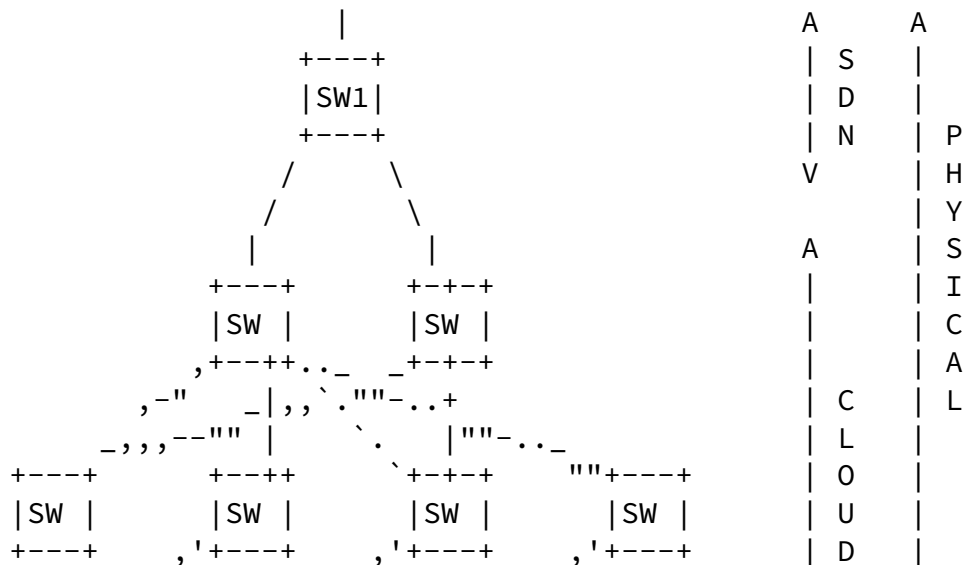 |                      A    A
               +---+                    | S  |
               |SW1|                    | D  |
               +---+                    | N  | P
              /     \                   V    | H
             /       \                       | Y
            |         |                 A    | S
          +---+     +-+-+               |    | I
          |SW |     |SW |               |    | C
         ,+--++.._  _+-+-+              |    | A
      ,-"   _|,,`.""-..+                | C  | L
    _,,,--"" |    `.   |""-.._          | L  |
+---+     +--++     `+-+-+   ""+---+    | O  |
|SW |     |SW |     |SW |      |SW |    | U  |
+---+   ,'+---+   ,'+---+    ,'+---+    | D  |